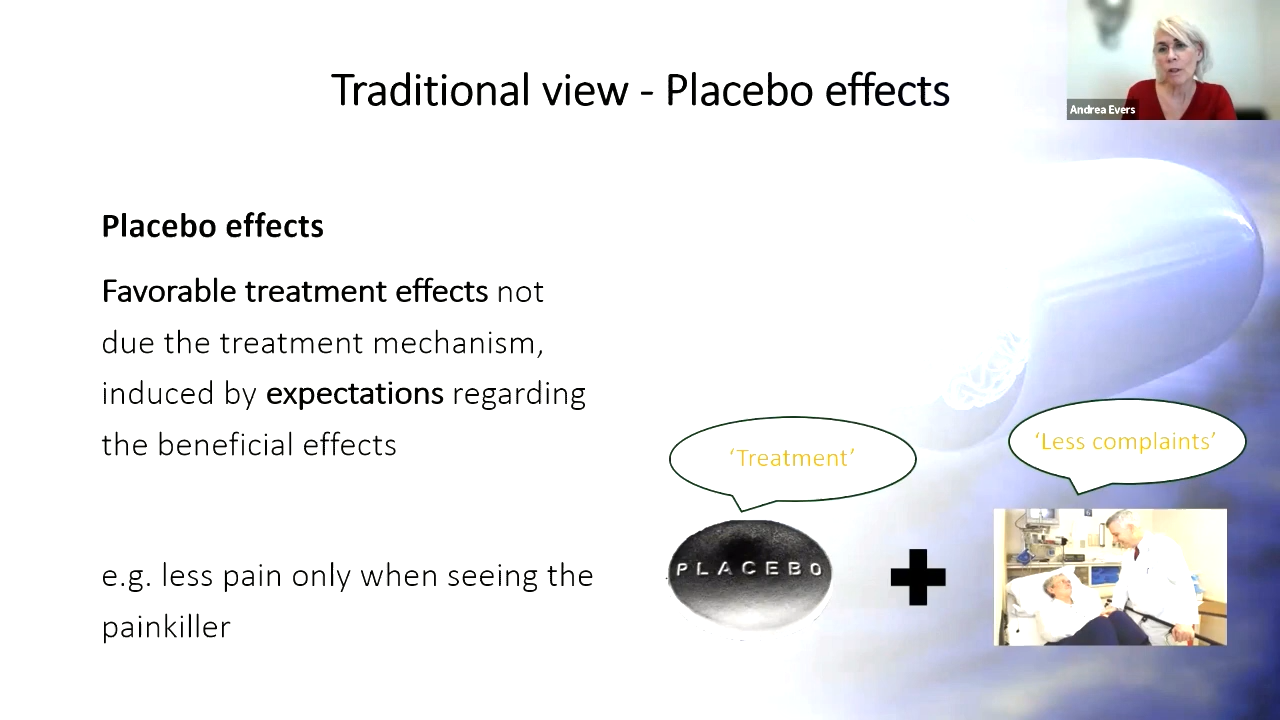 Traditional view - Placebo effects
Andrea Evers
Placebo effects
Favorable treatment effects not
due the treatment mechanism,
induced by expectations regarding
the beneficial effects
‘Treatment’
‘Less complaints’
PLACEBO
e.g. less pain only when seeing the
painkiller